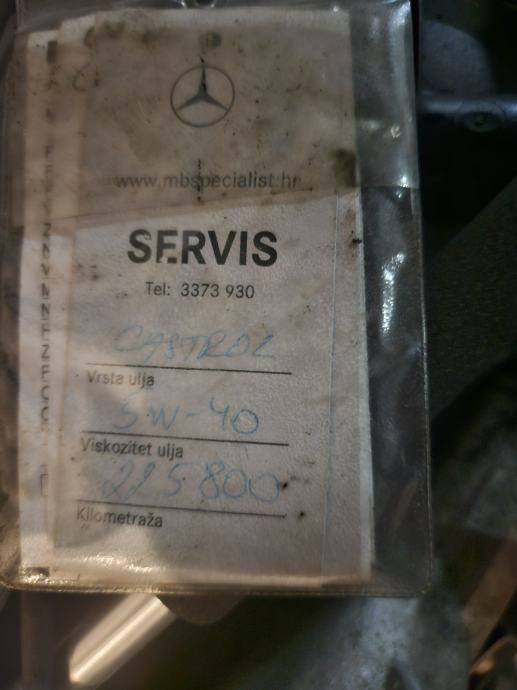 www.mbspecialist.hr
SERVIS
Tel: 3373 930
CASTROL
Vrsta ulja
5W-40
Viskozitet ulja
225800
Kilometraža